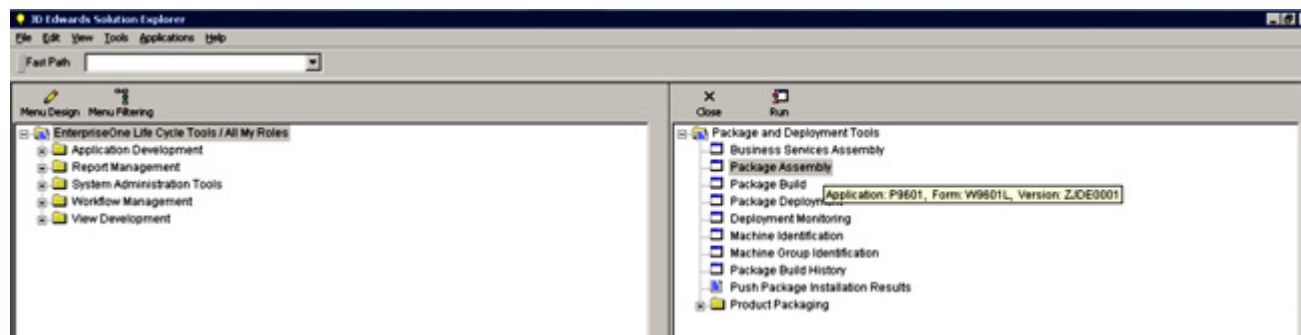 JD Edwards Solution Explorer
File Edit View Tools Applications Help
Fast Path
Menu Design Menu Filtering
EnterpriseOne Life Cycle Tools / All My Roles
Application Development
Report Management
System Administration Tools
Workflow Management
View Development
Close Run
Package and Deployment Tools
Business Services Assembly
Package Assembly
Package Build
Application: P9601, Form: W9601L, Version: ZJDE0001
Package Deployment
Deployment Monitoring
Machine Identification
Machine Group Identification
Package Build History
Push Package Installation Results
Product Packaging